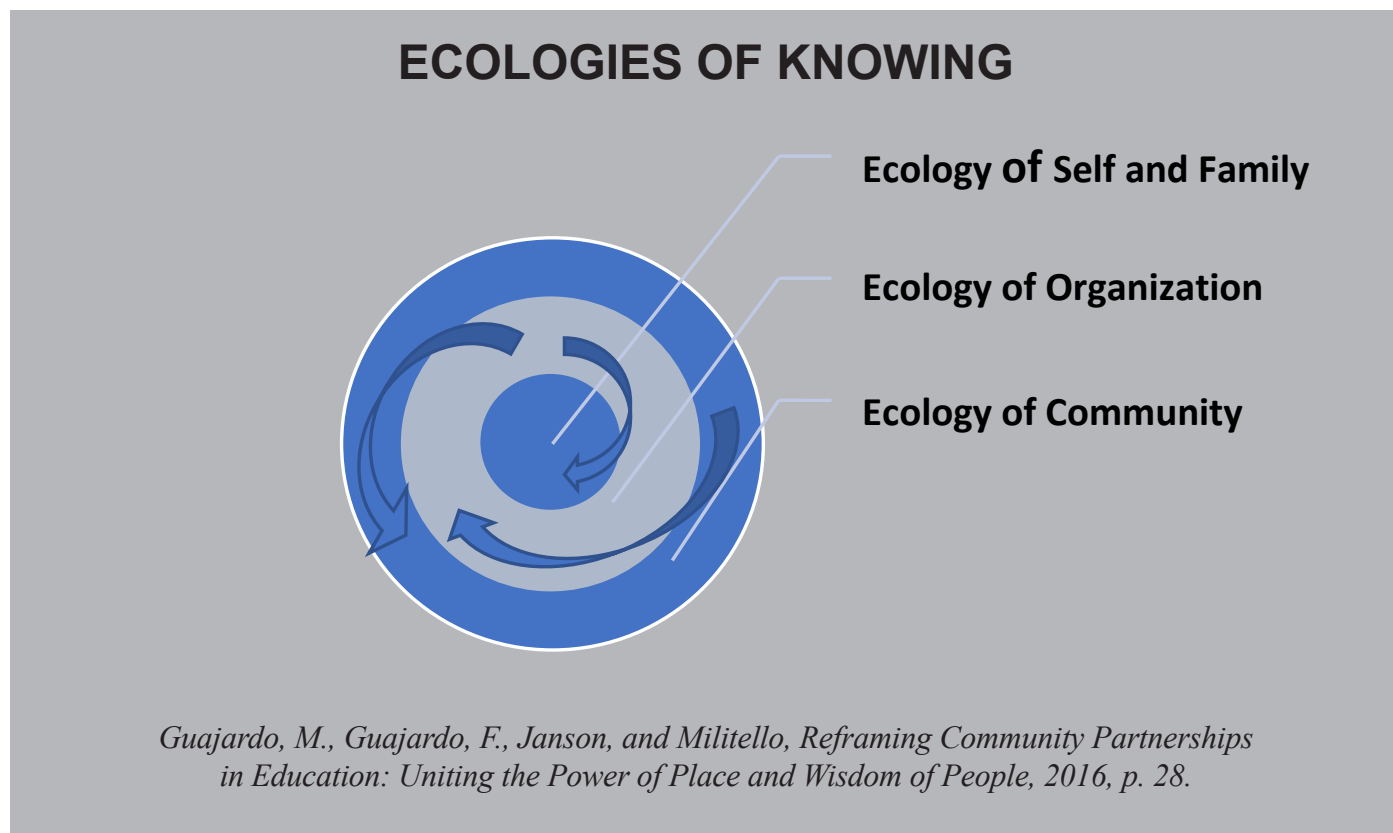 ECOLOGIES OF KNOWING
Ecology of Self and Family
Ecology of Organization
Ecology of Community
Guajardo, M., Guajardo, F., Janson, and Militello, Reframing Community Partnerships
in Education: Uniting the Power of Place and Wisdom of People, 2016, p. 28.